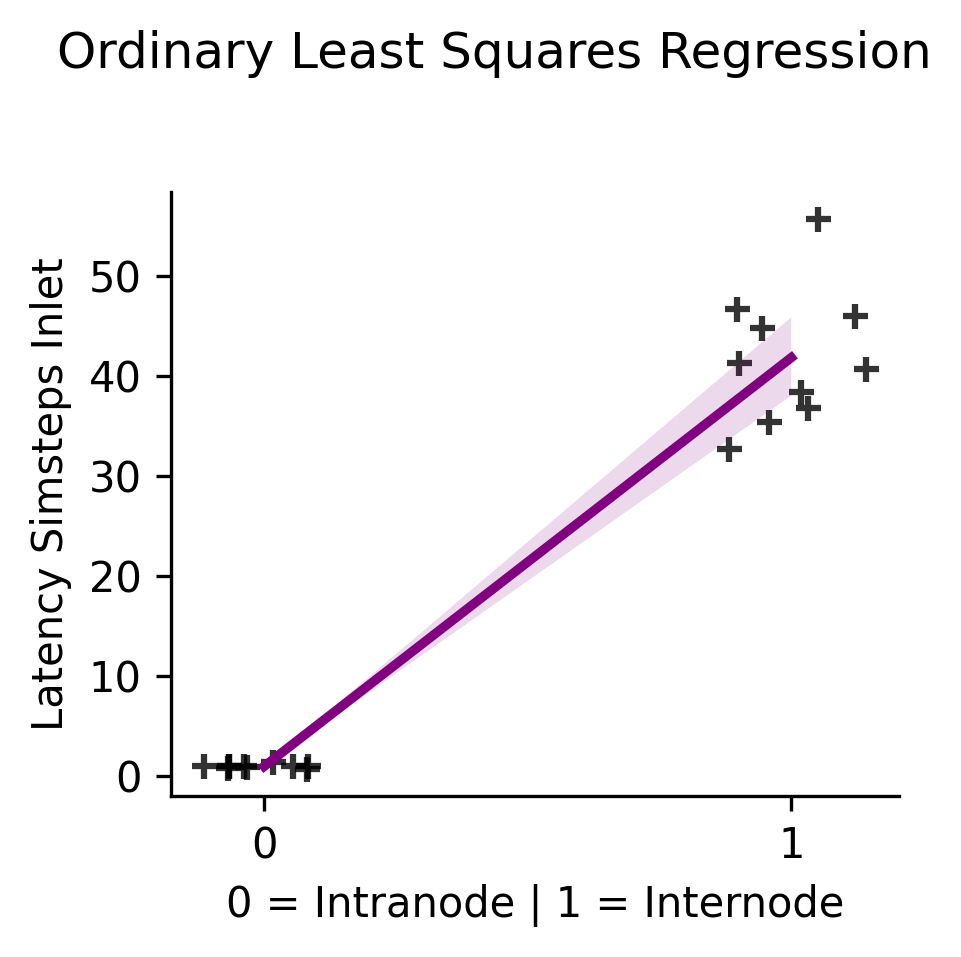 Ordinary Least Squares Regression
Latency Simsteps Inlet
50
40
30
20
10
0
0 1
0 = Intranode | 1 = Internode